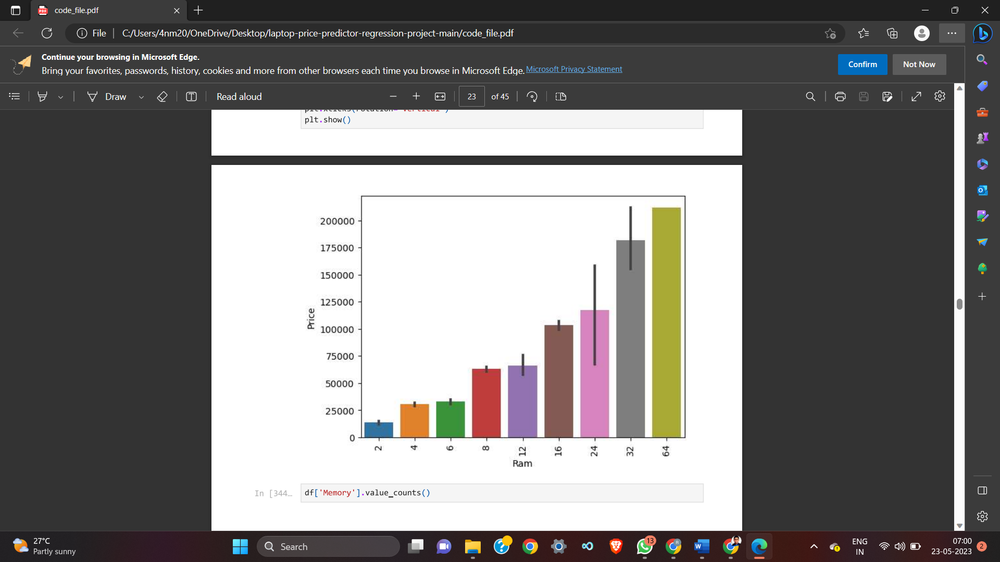 code_file.pdf
File
C:/Users/4nm20/OneDrive/Desktop/laptop-price-predictor-regression-project-main/code_file.pdf
Continue your browsing in Microsoft Edge.
Bring your favorites, passwords, history, cookies and more from other browsers each time you browse in Microsoft Edge. Microsoft Privacy Statement
Confirm
Not Now
Draw
Read aloud
23 of 45
plt.xticks(rotation='vertical')
plt.show()
200000
175000
150000
125000
100000
75000
50000
25000
0
Price
2 4 6 8 12 16 24 32 64
Ram
In [344…
df['Memory'].value_counts()
27°C
Partly sunny
Search
13
R
ENG
IN
07:00
23-05-2023
2